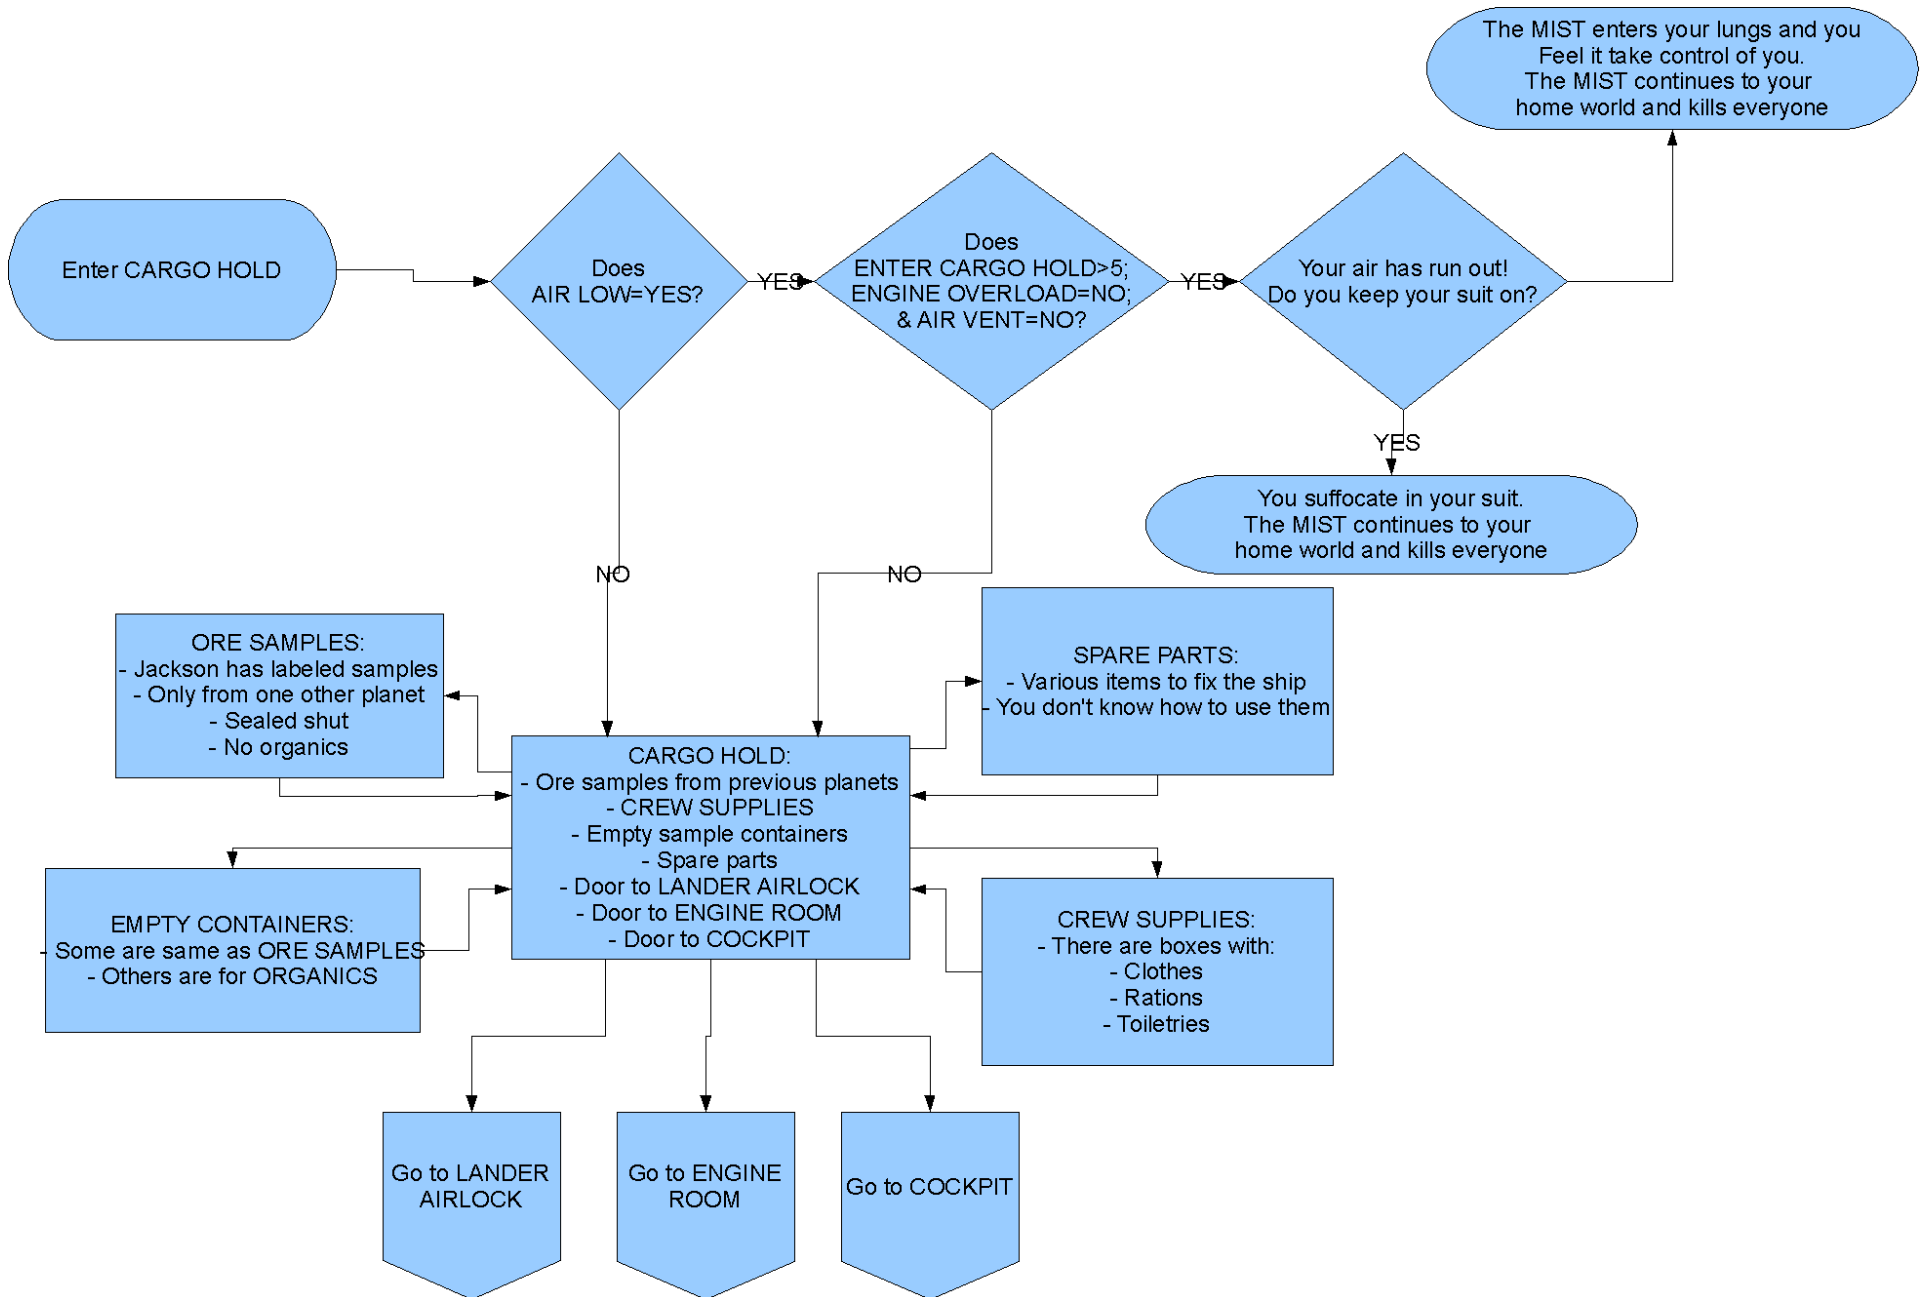 The MIST enters your lungs and you
Feel it take control of you.
The MIST continues to your
home world and kills everyone
Enter CARGO HOLD
Does
AIR LOW=YES?
YES
Does
ENTER CARGO HOLD>5;
ENGINE OVERLOAD=NO;
& AIR VENT=NO?
YES
Your air has run out!
Do you keep your suit on?
YES
You suffocate in your suit.
The MIST continues to your
home world and kills everyone
NO
NO
ORE SAMPLES:
- Jackson has labeled samples
- Only from one other planet
- Sealed shut
- No organics
SPARE PARTS:
- Various items to fix the ship
- You don't know how to use them
CARGO HOLD:
- Ore samples from previous planets
- CREW SUPPLIES
- Empty sample containers
- Spare parts
- Door to LANDER AIRLOCK
- Door to ENGINE ROOM
- Door to COCKPIT
EMPTY CONTAINERS:
- Some are same as ORE SAMPLES
- Others are for ORGANICS
CREW SUPPLIES:
- There are boxes with:
- Clothes
- Rations
- Toiletries
Go to LANDER
AIRLOCK
Go to ENGINE
ROOM
Go to COCKPIT